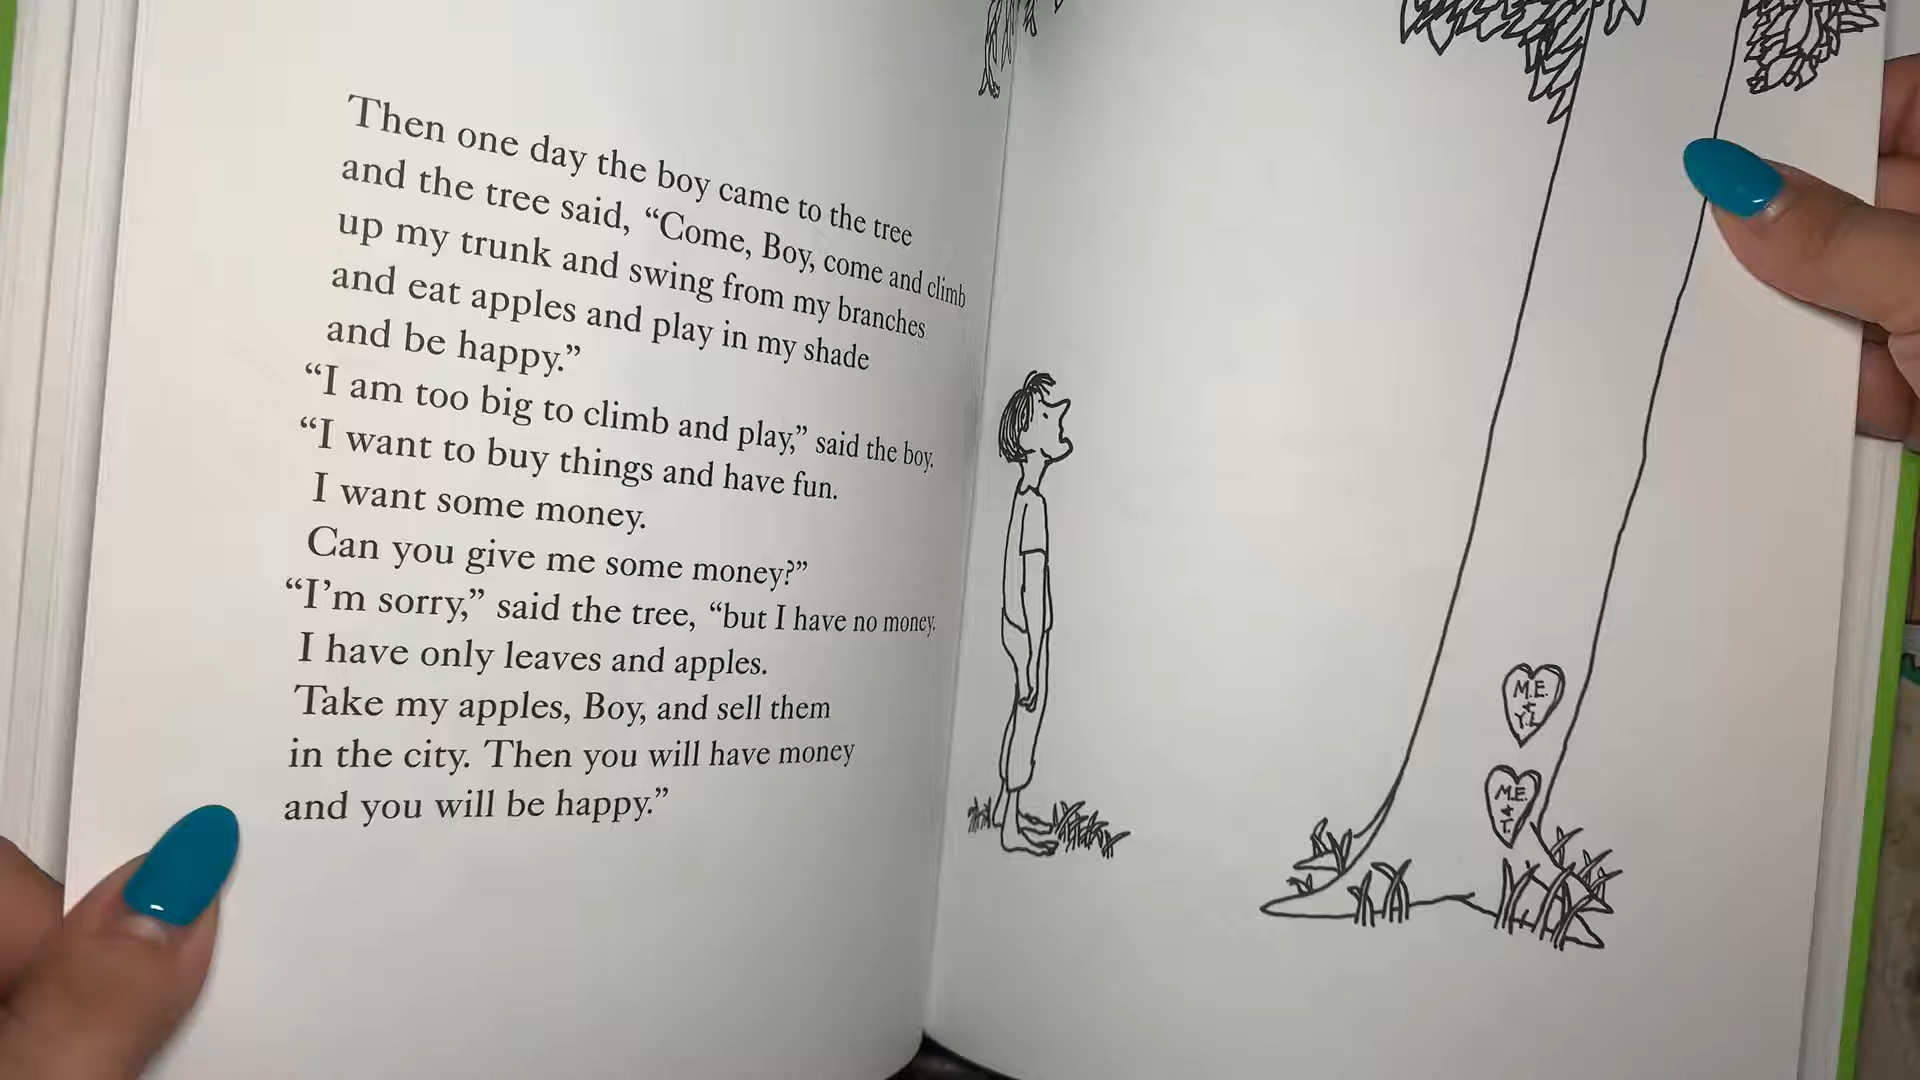 Then one day the boy came to the tree
and the tree said, “Come, Boy, come and climb
up my trunk and swing from my branches
and eat apples and play in my shade
and be happy.”
“I am too big to climb and play,” said the boy.
“I want to buy things and have fun.
I want some money.
Can you give me some money?”
“I’m sorry,” said the tree, “but I have no money.
I have only leaves and apples.
Take my apples, Boy, and sell them
in the city. Then you will have money
and you will be happy.”
M.E.
+
Y.L.
M.E.
+
T.